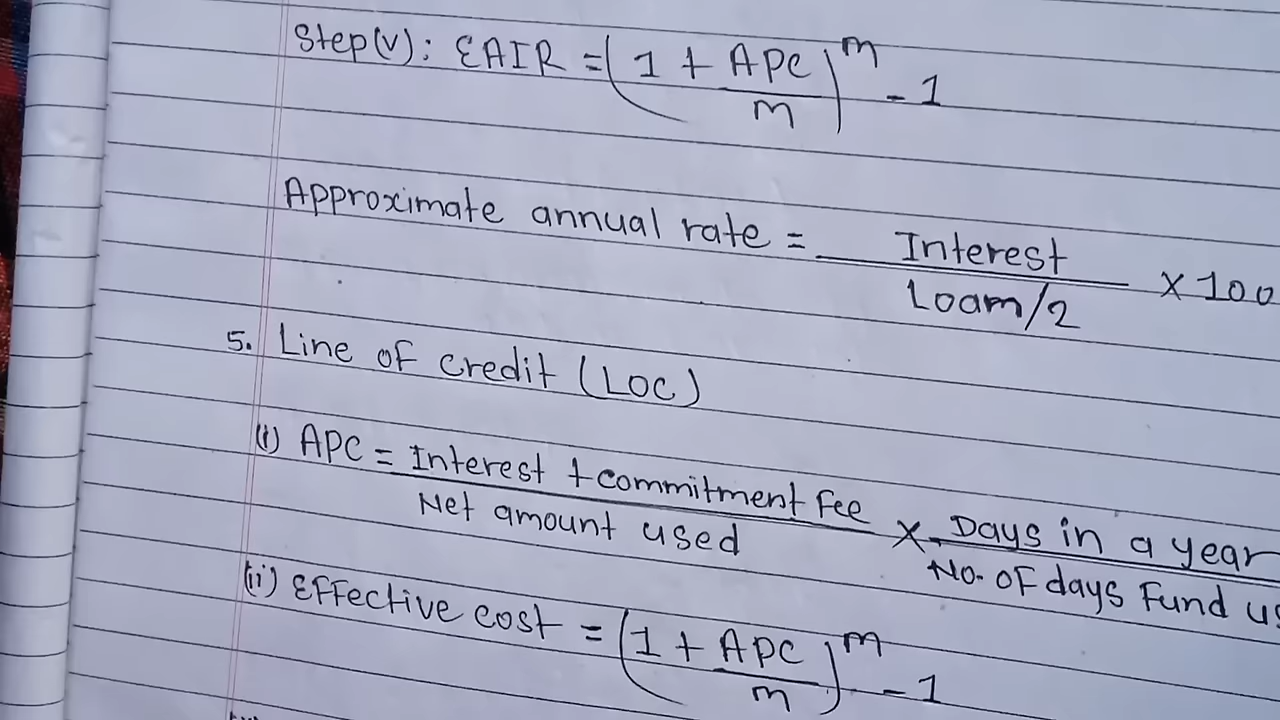 Step(v): EAIR = (1 + APC/m)^m - 1
Approximate annual rate = Interest / Loam/2 × 100
5. Line of credit (LOC)
(i) APC = Interest + commitment Fee / Net amount used × Days in a year / No. of days Fund
(ii) Effective cost = (1 + APC/m)^m - 1